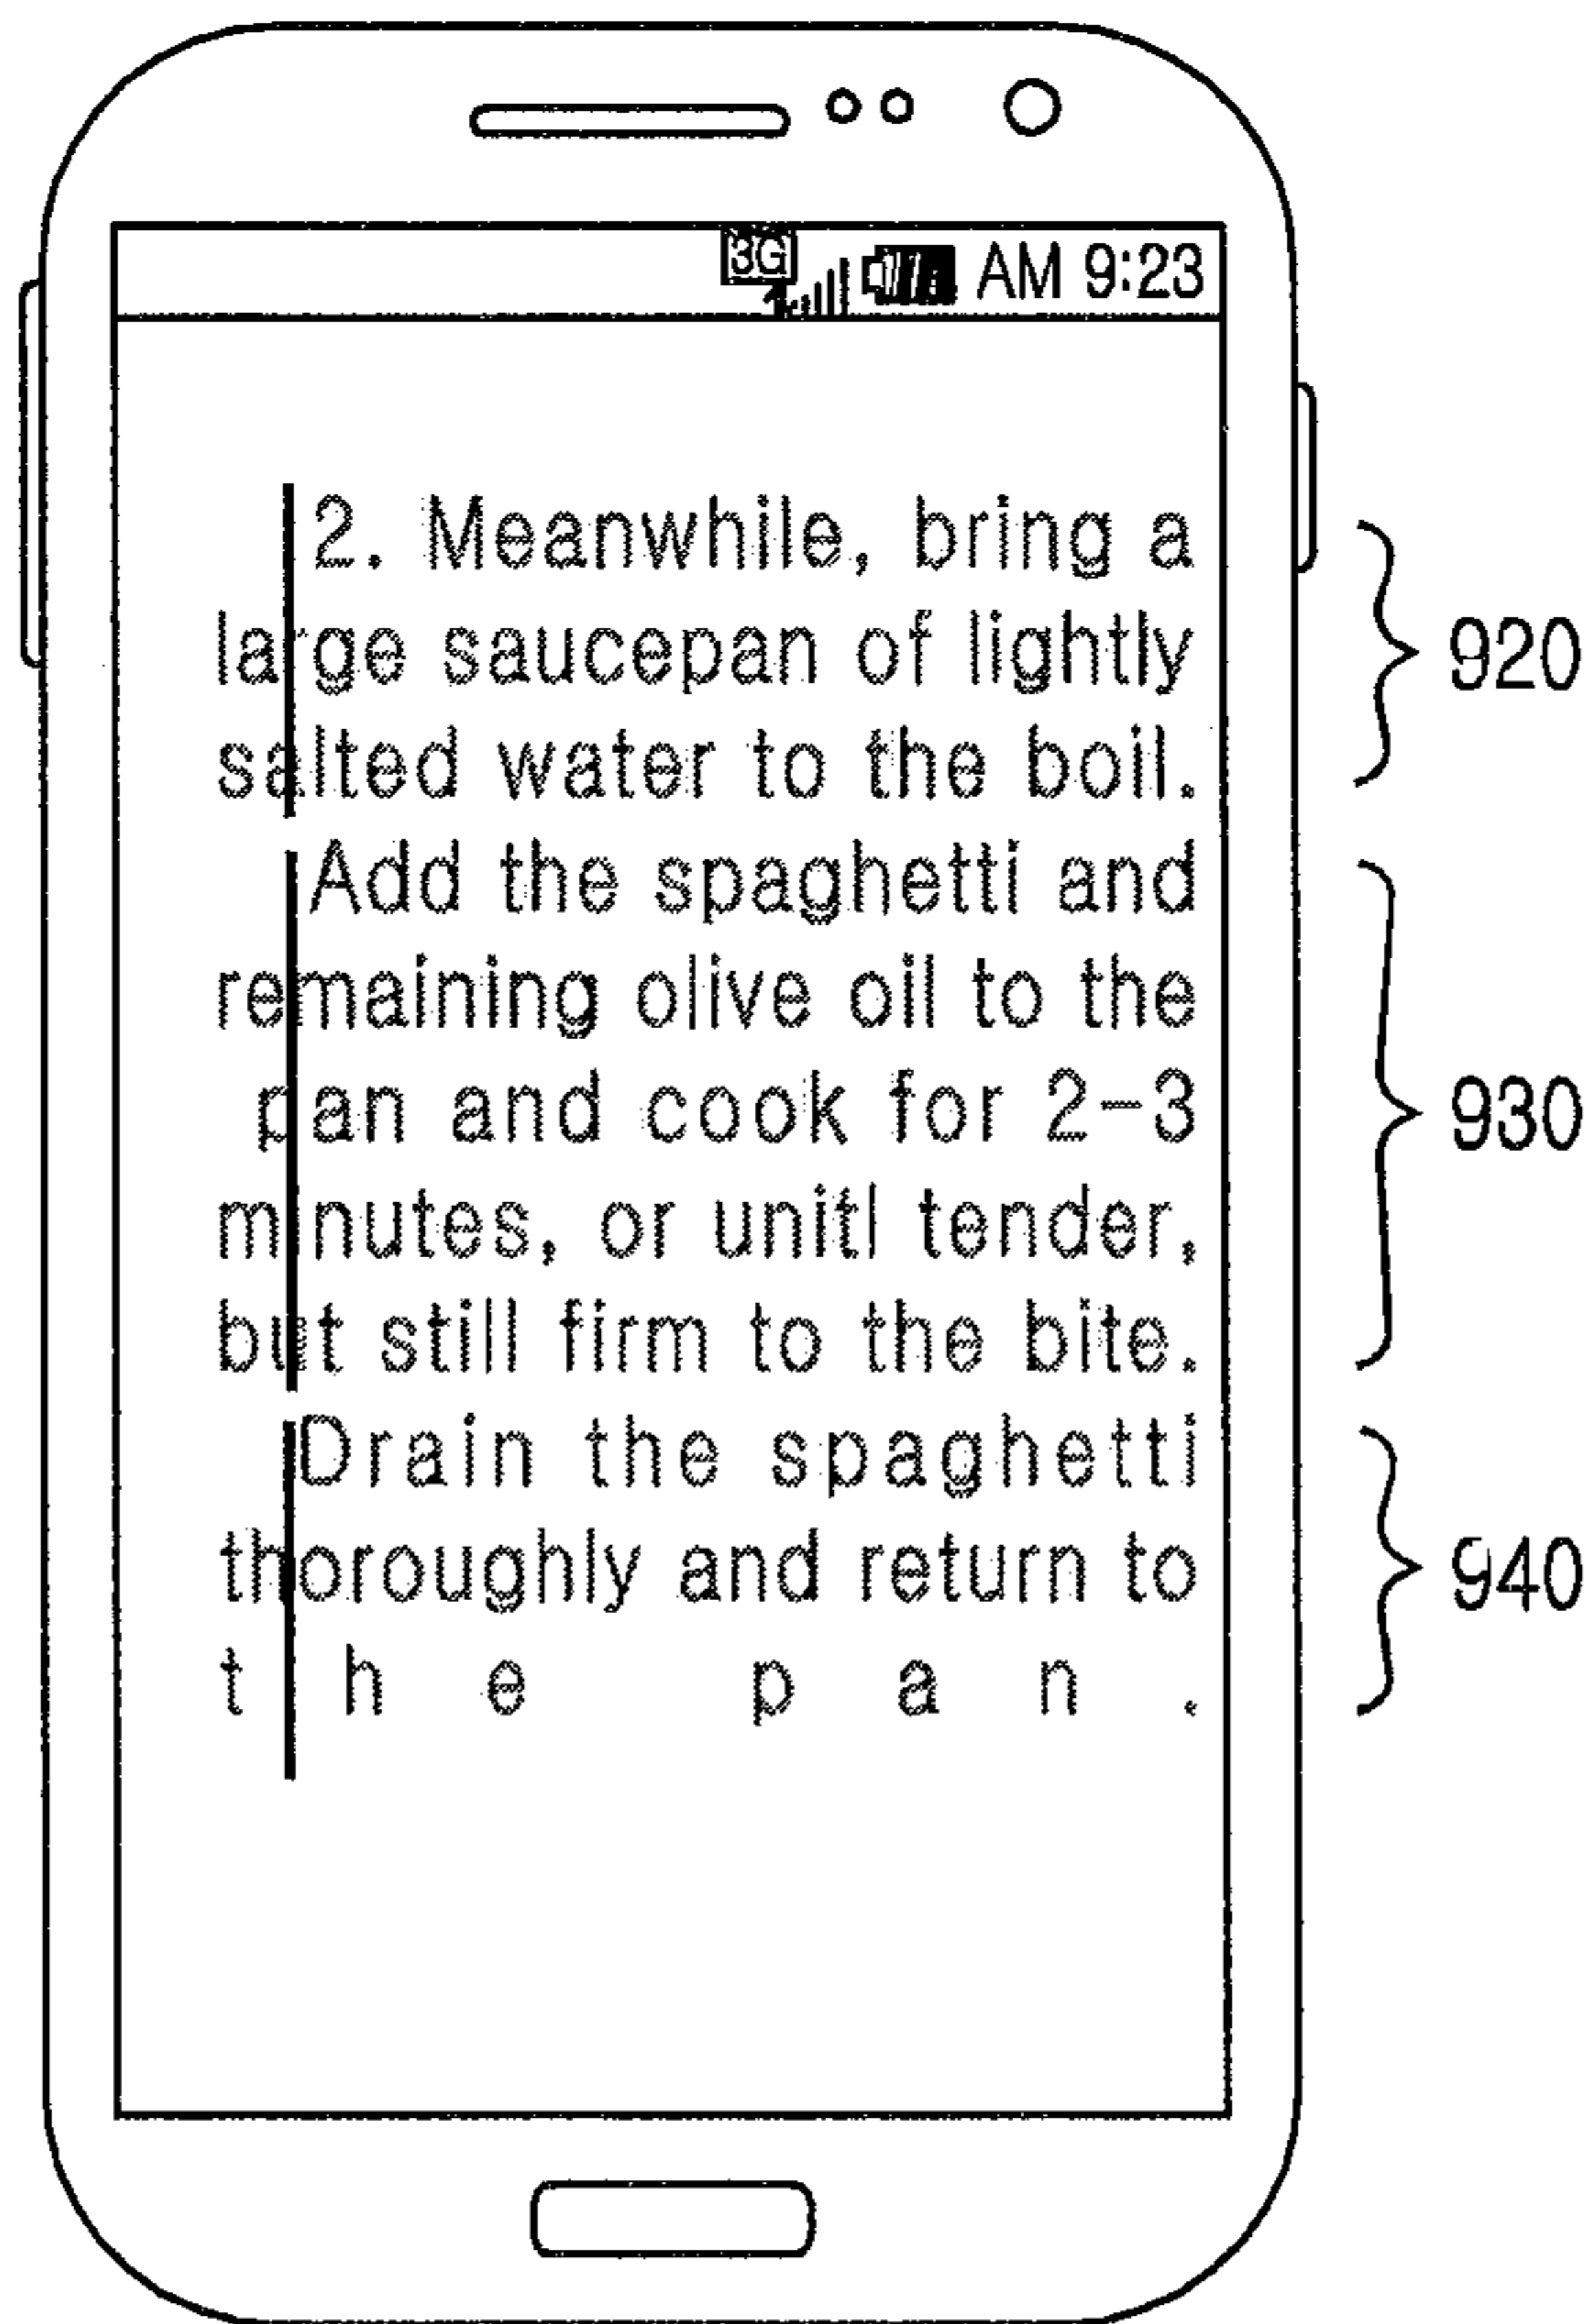 3G AM 9:23
2. Meanwhile, bring a
large saucepan of lightly
salted water to the boil.
920
Add the spaghetti and
remaining olive oil to the
pan and cook for 2-3
minutes, or unitl tender,
but still firm to the bite.
930
Drain the spaghetti
thoroughly and return to
the pan.
940